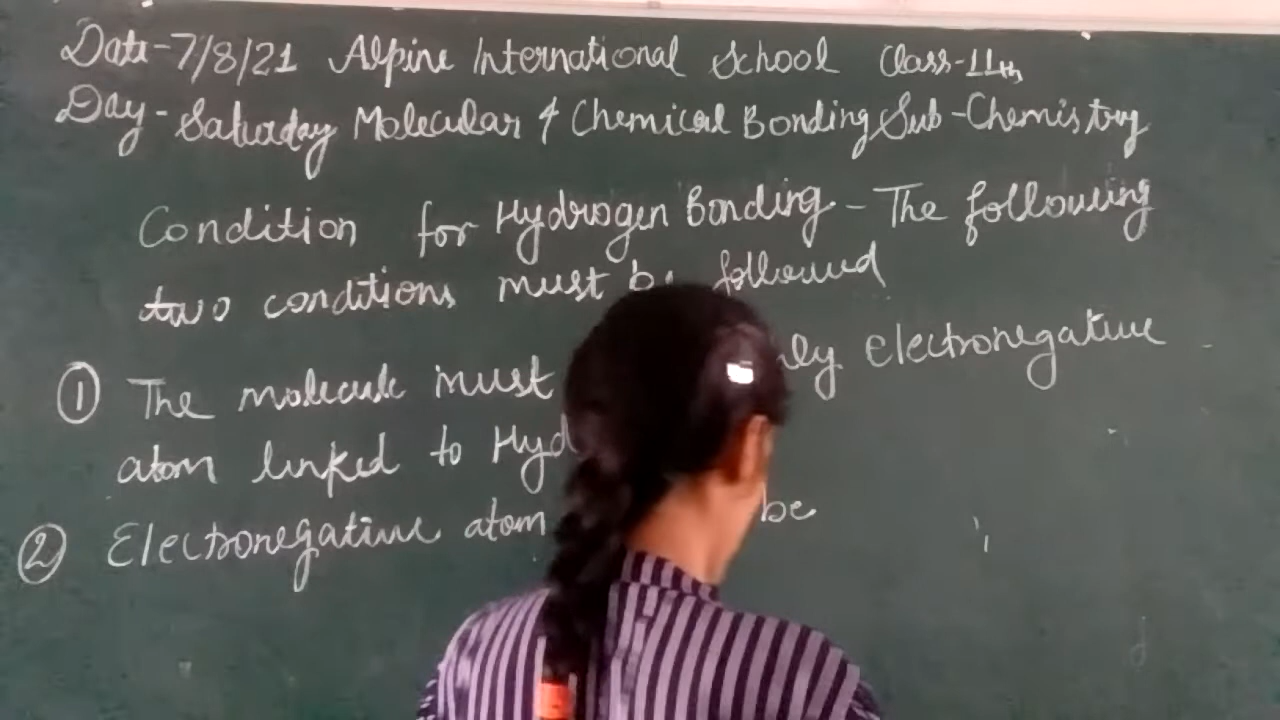 Date-7/8/21 Alpine International School Class-11th
Day-Saturday Molecular & Chemical Bonding Sub-Chemistry
Condition for Hydrogen Bonding - The following
two conditions must be followed
① The molecule must electronegative
atom linked to Hyd
② Electronegative atom be